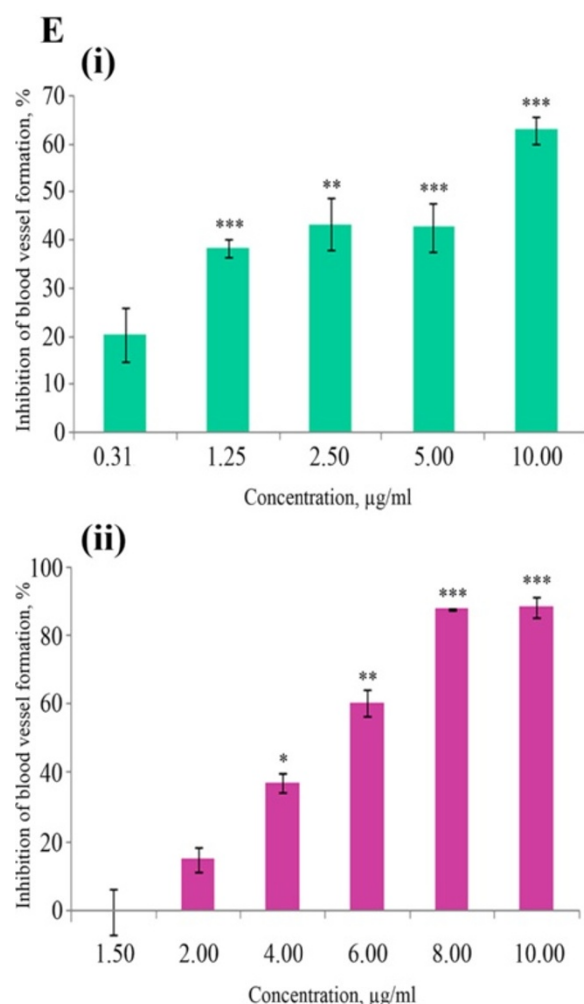 E
(i)
Inhibition of blood vessel formation, %
70
60
50
40
30
20
10
0
***
**
***
***
0.31 1.25 2.50 5.00 10.00
Concentration, µg/ml
(ii)
Inhibition of blood vessel formation, %
100
80
60
40
20
0
*
**
***
***
1.50 2.00 4.00 6.00 8.00 10.00
Concentration, µg/ml